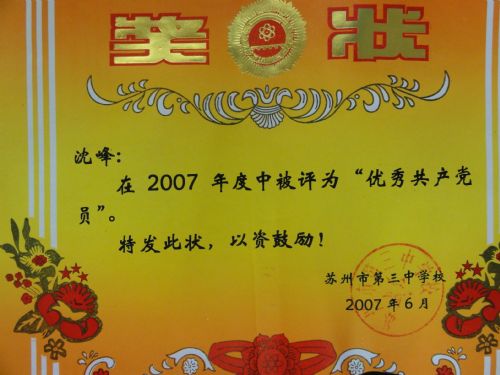 奖状
沈峰:
在 2007 年度中被评为 “优秀共产党
员”。
特发此状, 以资鼓励!
苏州市第三中学校
2007 年 6 月